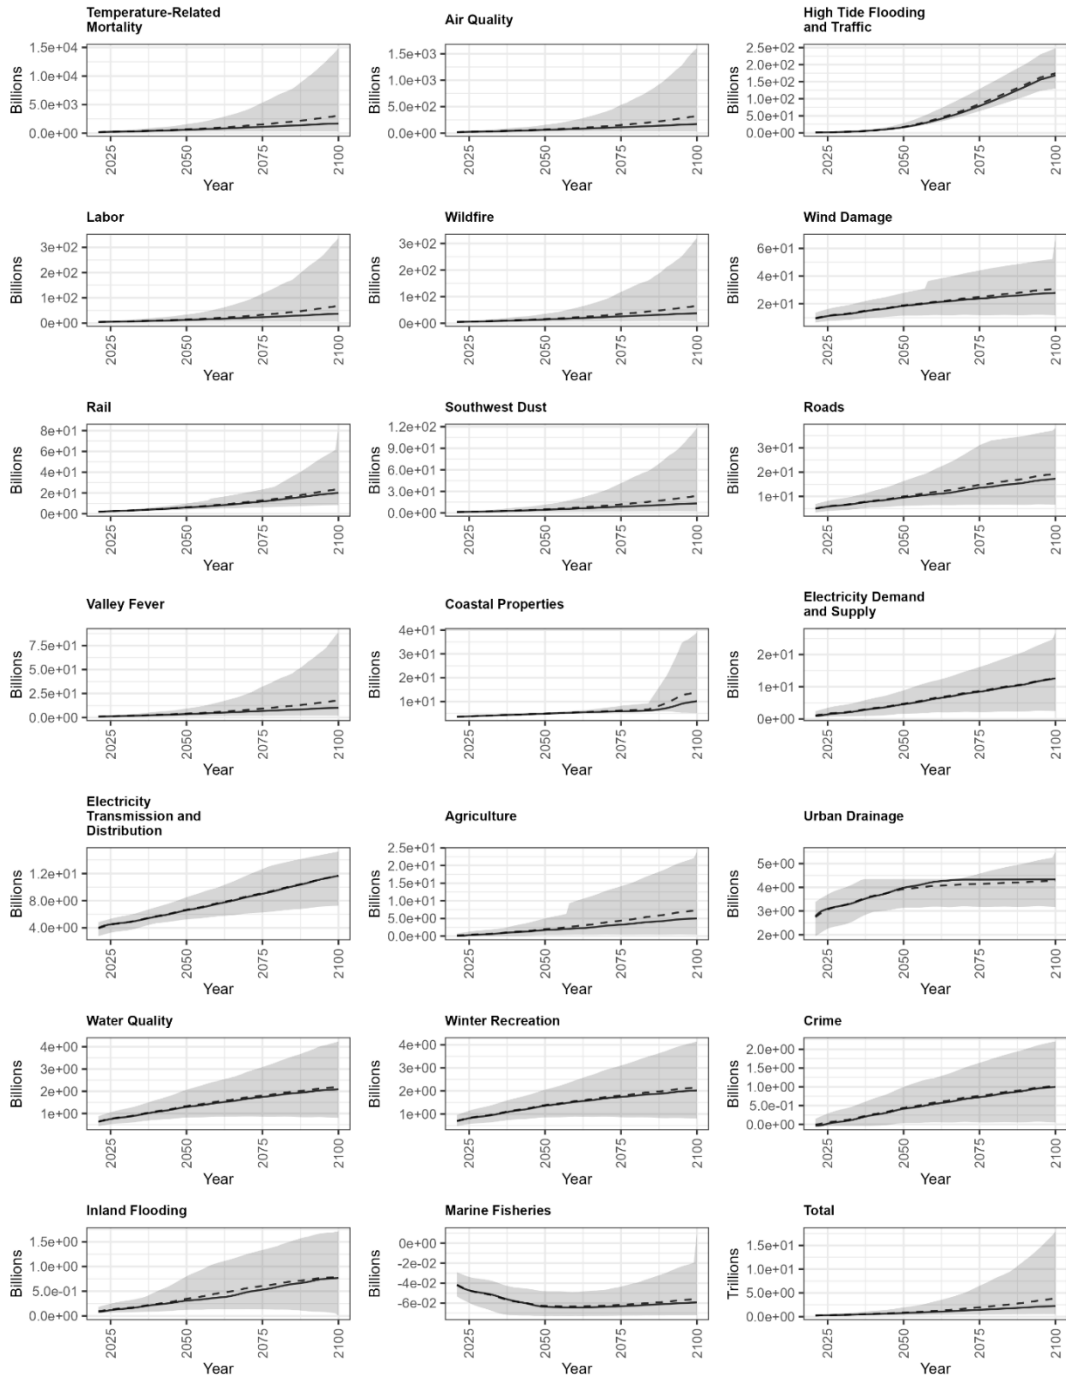 Temperature-Related
Mortality
Billions
1.5e+04
1.0e+04
5.0e+03
0.0e+00
2025
2050
2075
2100
Year
Air Quality
Billions
1.5e+03
1.0e+03
5.0e+02
0.0e+00
2025
2050
2075
2100
Year
High Tide Flooding
and Traffic
Billions
2.5e+02
2.0e+02
1.5e+02
1.0e+02
5.0e+01
0.0e+00
2025
2050
2075
2100
Year
Labor
Billions
3e+02
2e+02
1e+02
0e+00
2025
2050
2075
2100
Year
Wildfire
Billions
3e+02
2e+02
1e+02
0e+00
2025
2050
2075
2100
Year
Wind Damage
Billions
6e+01
4e+01
2e+01
2025
2050
2075
2100
Year
Rail
Billions
8e+01
6e+01
4e+01
2e+01
0e+00
2025
2050
2075
2100
Year
Southwest Dust
Billions
1.2e+02
9.0e+01
6.0e+01
3.0e+01
0.0e+00
2025
2050
2075
2100
Year
Roads
Billions
3e+01
2e+01
1e+01
2025
2050
2075
2100
Year
Valley Fever
Billions
7.5e+01
5.0e+01
2.5e+01
0.0e+00
2025
2050
2075
2100
Year
Coastal Properties
Billions
4e+01
3e+01
2e+01
1e+01
2025
2050
2075
2100
Year
Electricity Demand
and Supply
Billions
2e+01
1e+01
0e+00
2025
2050
2075
2100
Year
Electricity
Transmission and
Distribution
Billions
1.2e+01
8.0e+00
4.0e+00
2025
2050
2075
2100
Year
Agriculture
Billions
2.5e+01
2.0e+01
1.5e+01
1.0e+01
5.0e+00
0.0e+00
2025
2050
2075
2100
Year
Urban Drainage
Billions
5e+00
4e+00
3e+00
2e+00
2025
2050
2075
2100
Year
Water Quality
Billions
4e+00
3e+00
2e+00
1e+00
2025
2050
2075
2100
Year
Winter Recreation
Billions
4e+00
3e+00
2e+00
1e+00
2025
2050
2075
2100
Year
Crime
Billions
2.0e+00
1.5e+00
1.0e+00
5.0e-01
0.0e+00
2025
2050
2075
2100
Year
Inland Flooding
Billions
1.5e+00
1.0e+00
5.0e-01
0.0e+00
2025
2050
2075
2100
Year
Marine Fisheries
Billions
0e+00
-2e-02
-4e-02
-6e-02
2025
2050
2075
2100
Year
Total
Trillions
1.5e+01
1.0e+01
5.0e+00
0.0e+00
2025
2050
2075
2100
Year